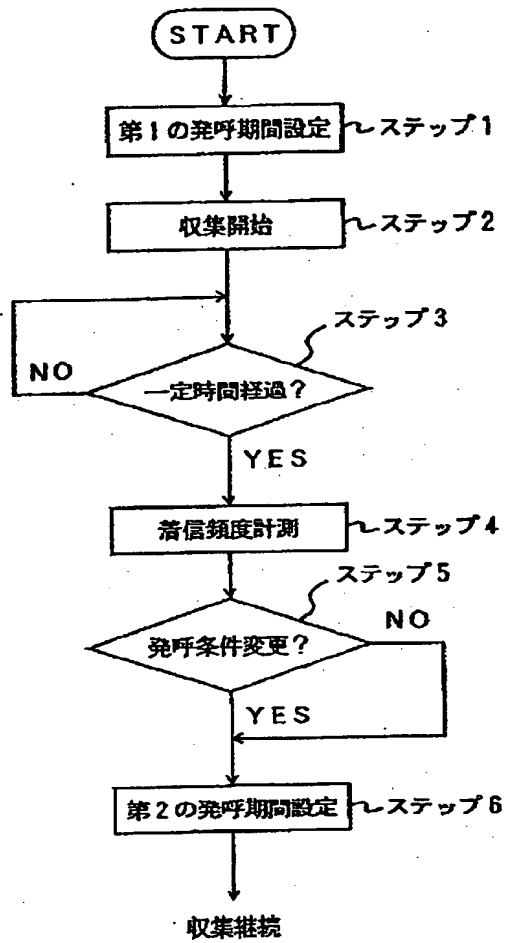 START
第1の発呼期間設定
ステップ1
収集開始
ステップ2
ステップ3
NO
一定時間経過?
YES
着信頻度計測
ステップ4
ステップ5
NO
発呼条件変更?
YES
第2の発呼期間設定
ステップ6
収集継続